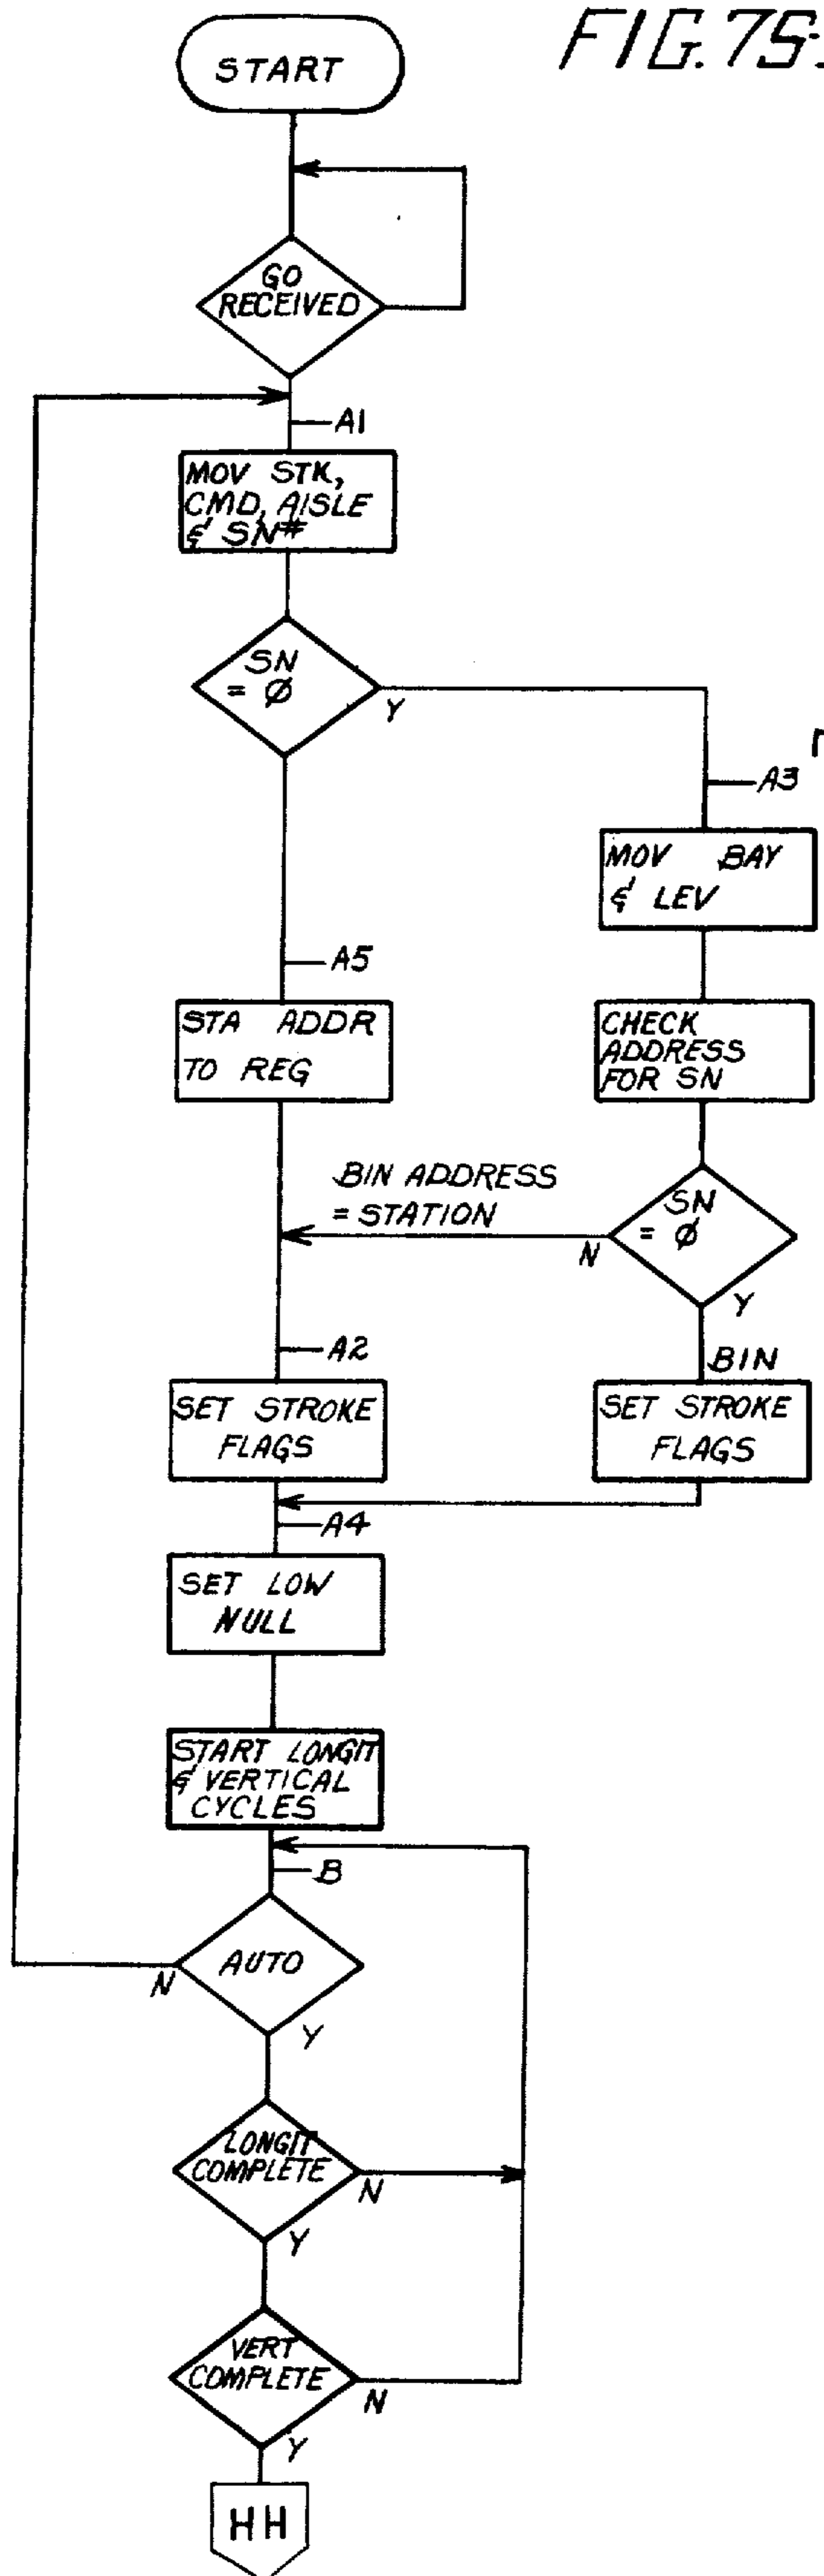 FIG. 7S-
START
GO
RECEIVED
A1
MOV STK,
CMD, AISLE
& SN#
SN
= Ø
Y
A3
MOV BAY
& LEV
A5
STA ADDR
TO REG
CHECK
ADDRESS
FOR SN
BIN ADDRESS
= STATION
SN
= Ø
N
Y
A2
BIN
SET STROKE
FLAGS
SET STROKE
FLAGS
A4
SET LOW
NULL
START LONGIT
& VERTICAL
CYCLES
B
AUTO
N
Y
LONGIT
COMPLETE
N
Y
VERT
COMPLETE
N
Y
HH